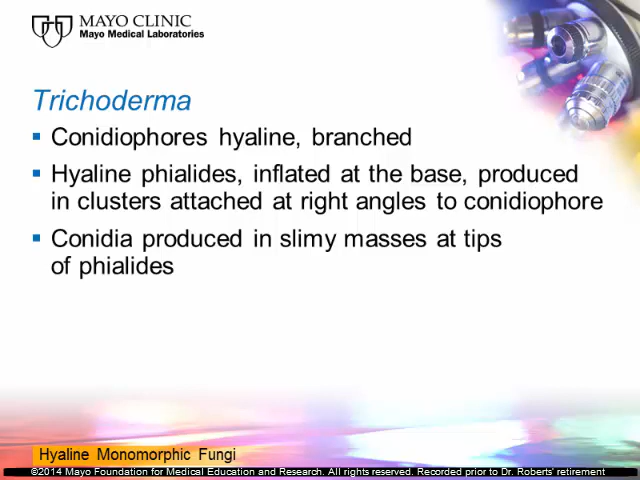 MAYO CLINIC
Mayo Medical Laboratories
Trichoderma
Conidiophores hyaline, branched
Hyaline phialides, inflated at the base, produced
in clusters attached at right angles to conidiophore
Conidia produced in slimy masses at tips
of phialides
Hyaline Monomorphic Fungi
©2014 Mayo Foundation for Medical Education and Research. All rights reserved. Recorded prior to Dr. Roberts' retirement